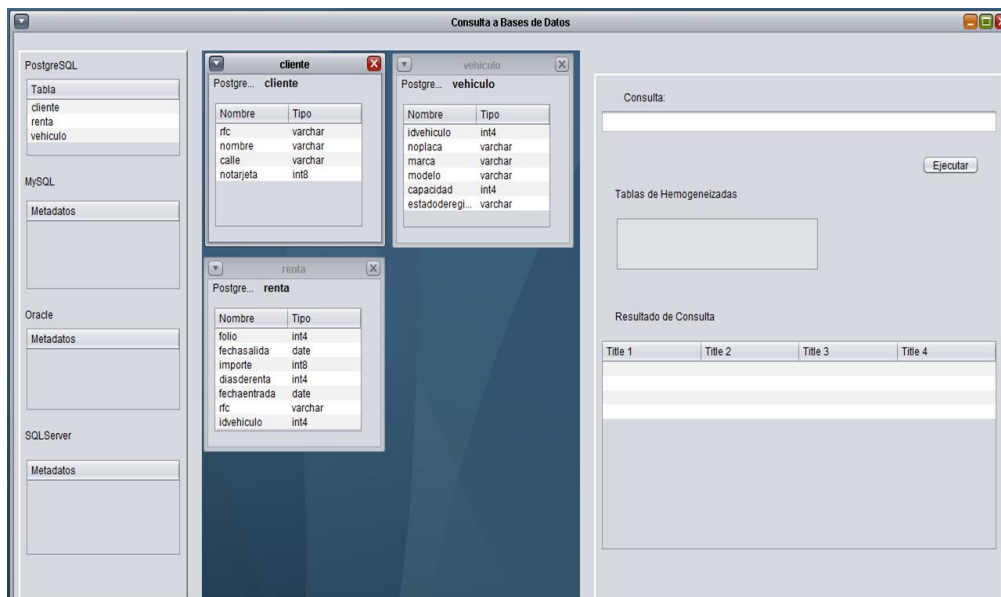 Consulta a Bases de Datos
PostgreSQL
Tabla
cliente
renta
vehiculo
MySQL
Metadatos
Oracle
Metadatos
SQLServer
Metadatos
cliente
Postgre... cliente
Nombre Tipo
rfc varchar
nombre varchar
calle varchar
notarjeta int8
vehiculo
Postgre... vehiculo
Nombre Tipo
idvehiculo int4
noplaca varchar
marca varchar
modelo varchar
capacidad int4
estadoderegi... varchar
renta
Postgre... renta
Nombre Tipo
folio int4
fechasalida date
importe int8
diasderenta int4
fechaentrada date
rfc varchar
idvehiculo int4
Consulta:
Ejecutar
Tablas de Hemogeneizadas
Resultado de Consulta
Title 1 Title 2 Title 3 Title 4